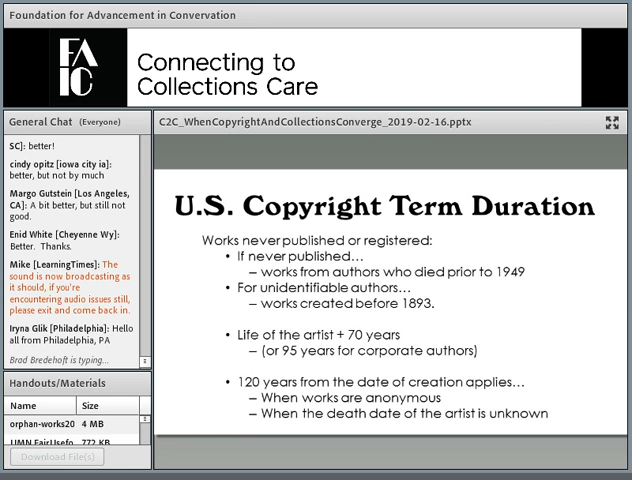 Foundation for Advancement in Convervation
FA
IC
Connecting to
Collections Care
General Chat (Everyone)
SC]: better!
cindy opitz [iowa city ia]:
better, but not by much
Margo Gutstein [Los Angeles,
CA]: A bit better, but still not
good.
Enid White [Cheyenne Wy]:
Better. Thanks.
Mike [LearningTimes]: The
sound is now broadcasting as
it should, if you're
encountering audio issues still,
please exit and come back in.
Iryna Glik [Philadelphia]: Hello
all from Philadelphia, PA
Brad Bredehoft is typing...
Handouts/Materials
Name Size
orphan-works20 4 MB
UMN FairUsefo 772 KB
Download File(s)
C2C_WhenCopyrightAndCollectionsConverge_2019-02-16.pptx
U.S. Copyright Term Duration
Works never published or registered:
• If never published…
– works from authors who died prior to 1949
• For unidentifiable authors…
– works created before 1893.
• Life of the artist + 70 years
– (or 95 years for corporate authors)
• 120 years from the date of creation applies…
– When works are anonymous
– When the death date of the artist is unknown